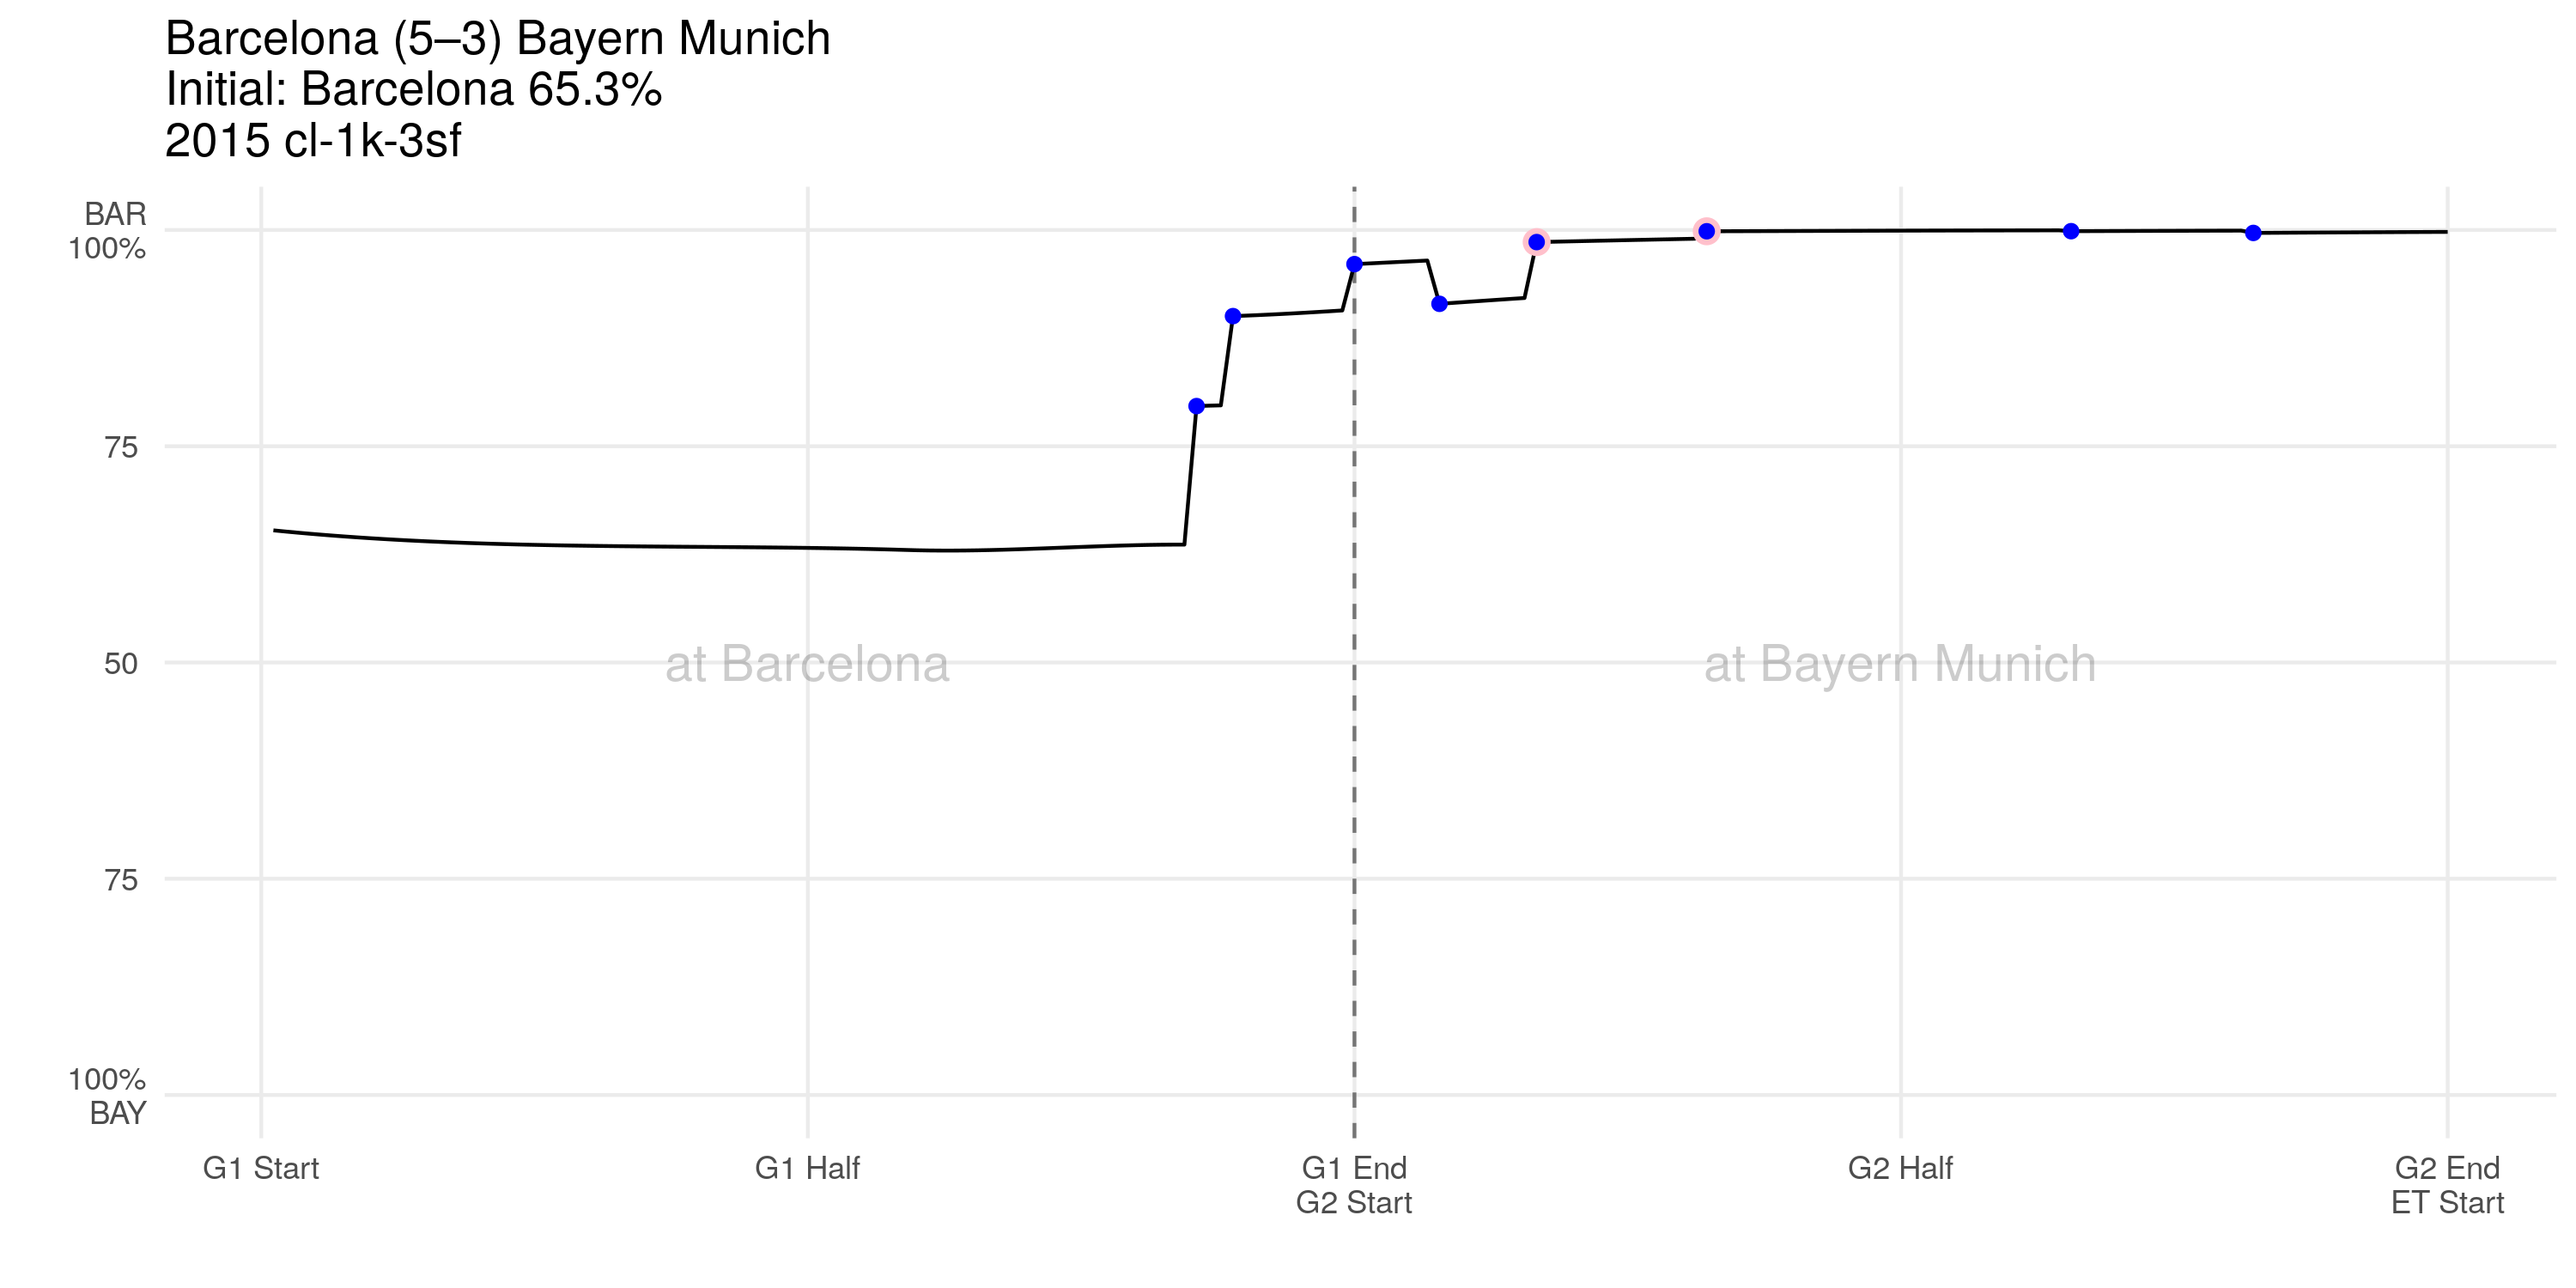 Barcelona (5–3) Bayern Munich
Initial: Barcelona 65.3%
2015 cl-1k-3sf
BAR
100%
75
50
75
100%
BAY
at Barcelona
at Bayern Munich
G1 Start
G1 Half
G1 End
G2 Start
G2 Half
G2 End
ET Start